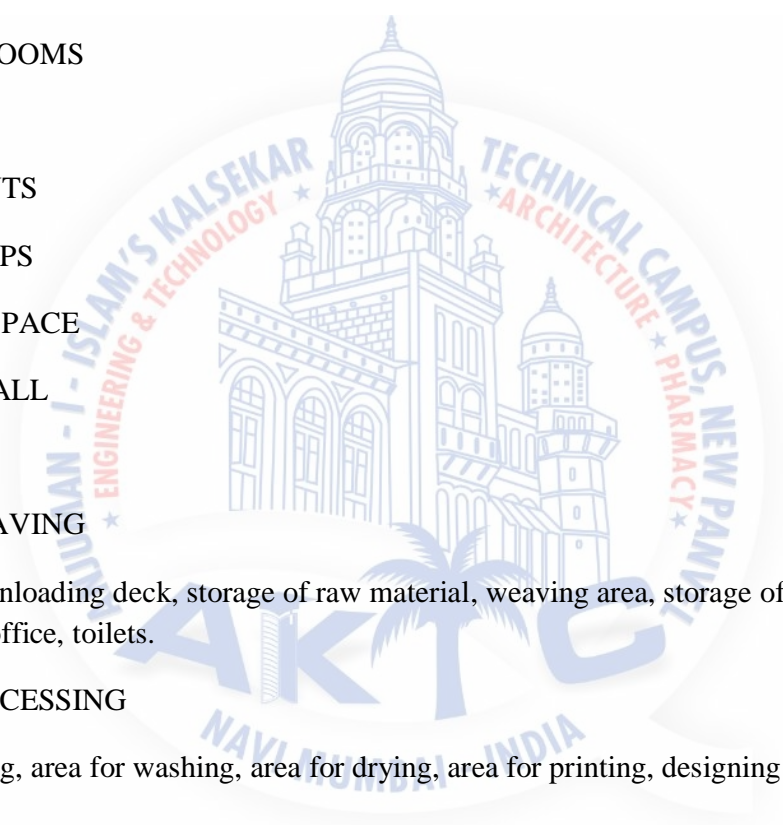 OOMS
NTS
PS
PACE
ALL
AVING
nloading deck, storage of raw material, weaving area, storage of
office, toilets.
CESSING
g, area for washing, area for drying, area for printing, designing
ANJUMAN - I - ISLAM'S KALSEKAR TECHNICAL CAMPUS, NEW PANVEL
ENGINEERING & TECHNOLOGY ★ ★ ARCHITECTURE ★ PHARMACY ★
AKTC
NAVI MUMBAI - INDIA